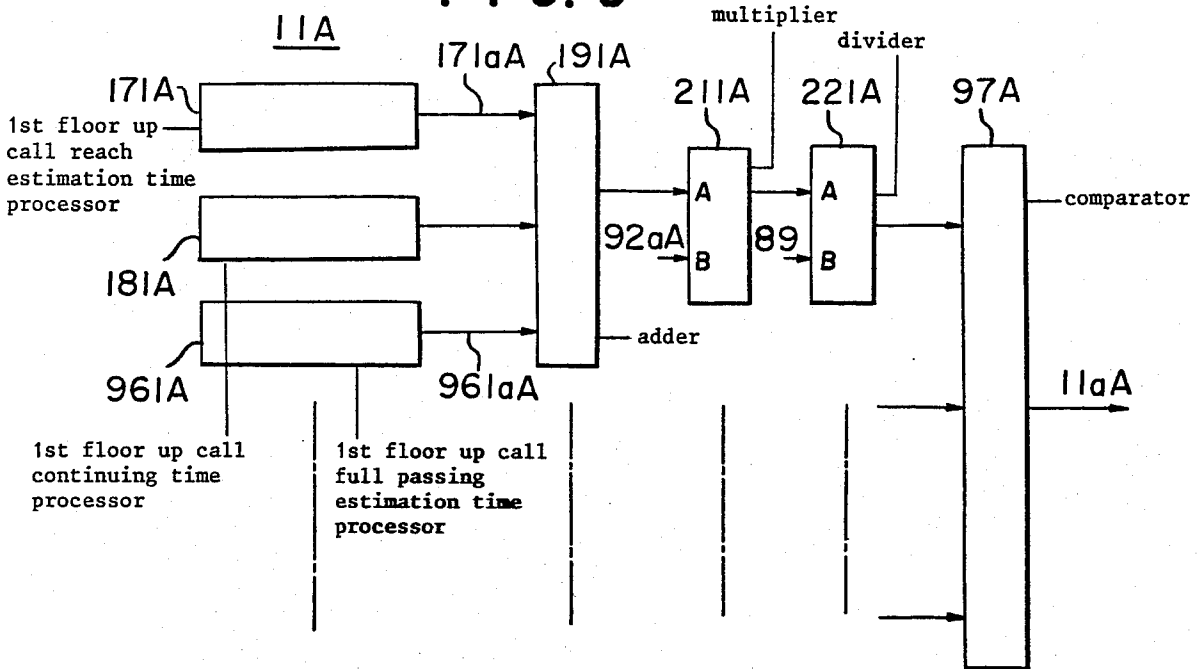 11A
multiplier
divider
171A
171aA
191A
211A
221A
97A
1st floor up
call reach
estimation time
processor
A
A
comparator
92aA
B
89
B
181A
adder
961A
961aA
11aA
1st floor up call
continuing time
processor
1st floor up call
full passing
estimation time
processor